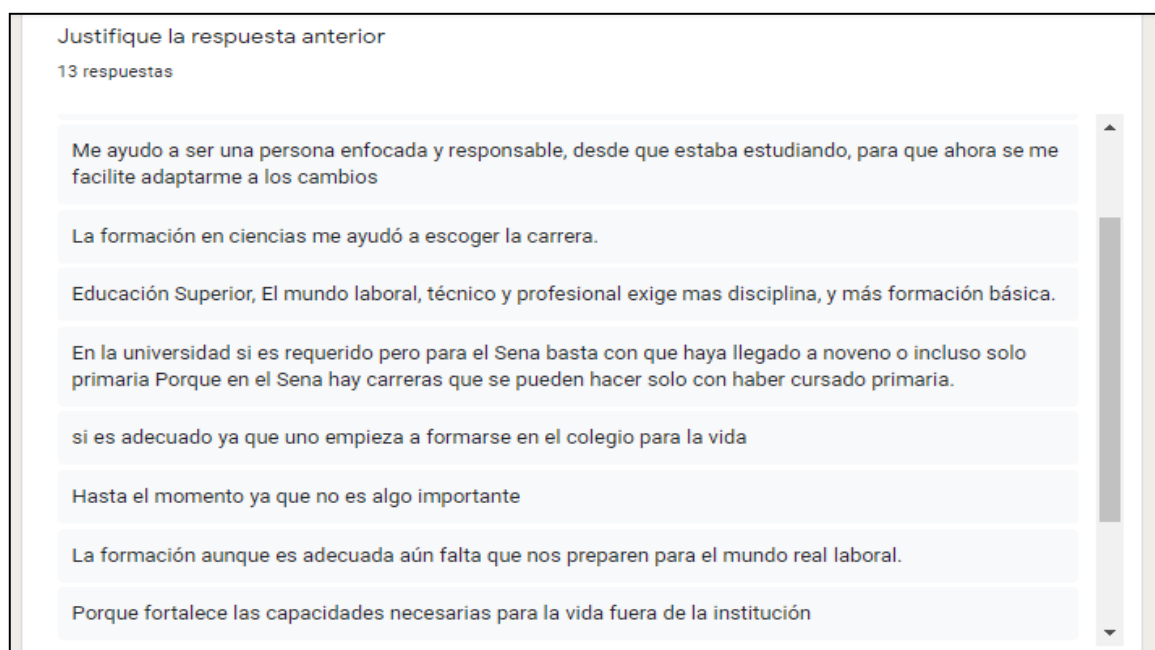 Justifique la respuesta anterior
13 respuestas
Me ayudo a ser una persona enfocada y responsable, desde que estaba estudiando, para que ahora se me
facilite adaptarme a los cambios
La formación en ciencias me ayudó a escoger la carrera.
Educación Superior, El mundo laboral, técnico y profesional exige mas disciplina, y más formación básica.
En la universidad si es requerido pero para el Sena basta con que haya llegado a noveno o incluso solo
primaria Porque en el Sena hay carreras que se pueden hacer solo con haber cursado primaria.
si es adecuado ya que uno empieza a formarse en el colegio para la vida
Hasta el momento ya que no es algo importante
La formación aunque es adecuada aún falta que nos preparen para el mundo real laboral.
Porque fortalece las capacidades necesarias para la vida fuera de la institución